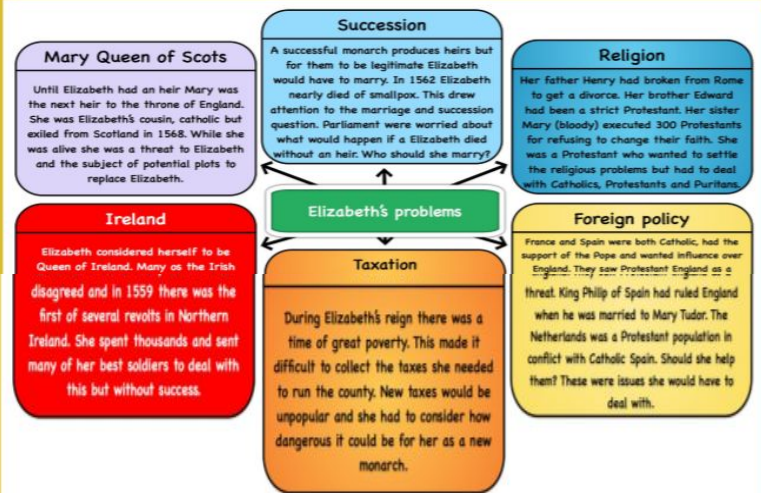 Succession
A successful monarch produces heirs but
for them to be legitimate Elizabeth
would have to marry. In 1562 Elizabeth
nearly died of smallpox. This drew
attention to the marriage and succession
question. Parliament were worried about
what would happen if a Elizabeth died
without an heir. Who should she marry?
Mary Queen of Scots
Until Elizabeth had an heir Mary was
the next heir to the throne of England.
She was Elizabeth's cousin, catholic but
exiled from Scotland in 1568. While she
was alive she was a threat to Elizabeth
and the subject of potential plots to
replace Elizabeth.
Religion
Her father Henry had broken from Rome
to get a divorce. Her brother Edward
had been a strict Protestant. Her sister
Mary (bloody) executed 300 Protestants
for refusing to change their faith. She
was a Protestant who wanted to settle
the religious problems but had to deal
with Catholics, Protestants and Puritans.
Elizabeth's problems
Ireland
Elizabeth considered herself to be
Queen of Ireland. Many os the Irish
disagreed and in 1559 there was the
first of several revolts in Northern
Ireland. She spent thousands and sent
many of her best soldiers to deal with
this but without success.
Taxation
During Elizabeth's reign there was a
time of great poverty. This made it
difficult to collect the taxes she needed
to run the county. New taxes would be
unpopular and she had to consider how
dangerous it could be for her as a new
monarch.
Foreign policy
France and Spain were both Catholic, had the
support of the Pope and wanted influence over
England. They saw Protestant England as a
threat. King Philip of Spain had ruled England
when he was married to Mary Tudor. The
Netherlands was a Protestant population in
conflict with Catholic Spain. Should she help
them? These were issues she would have to
deal with.